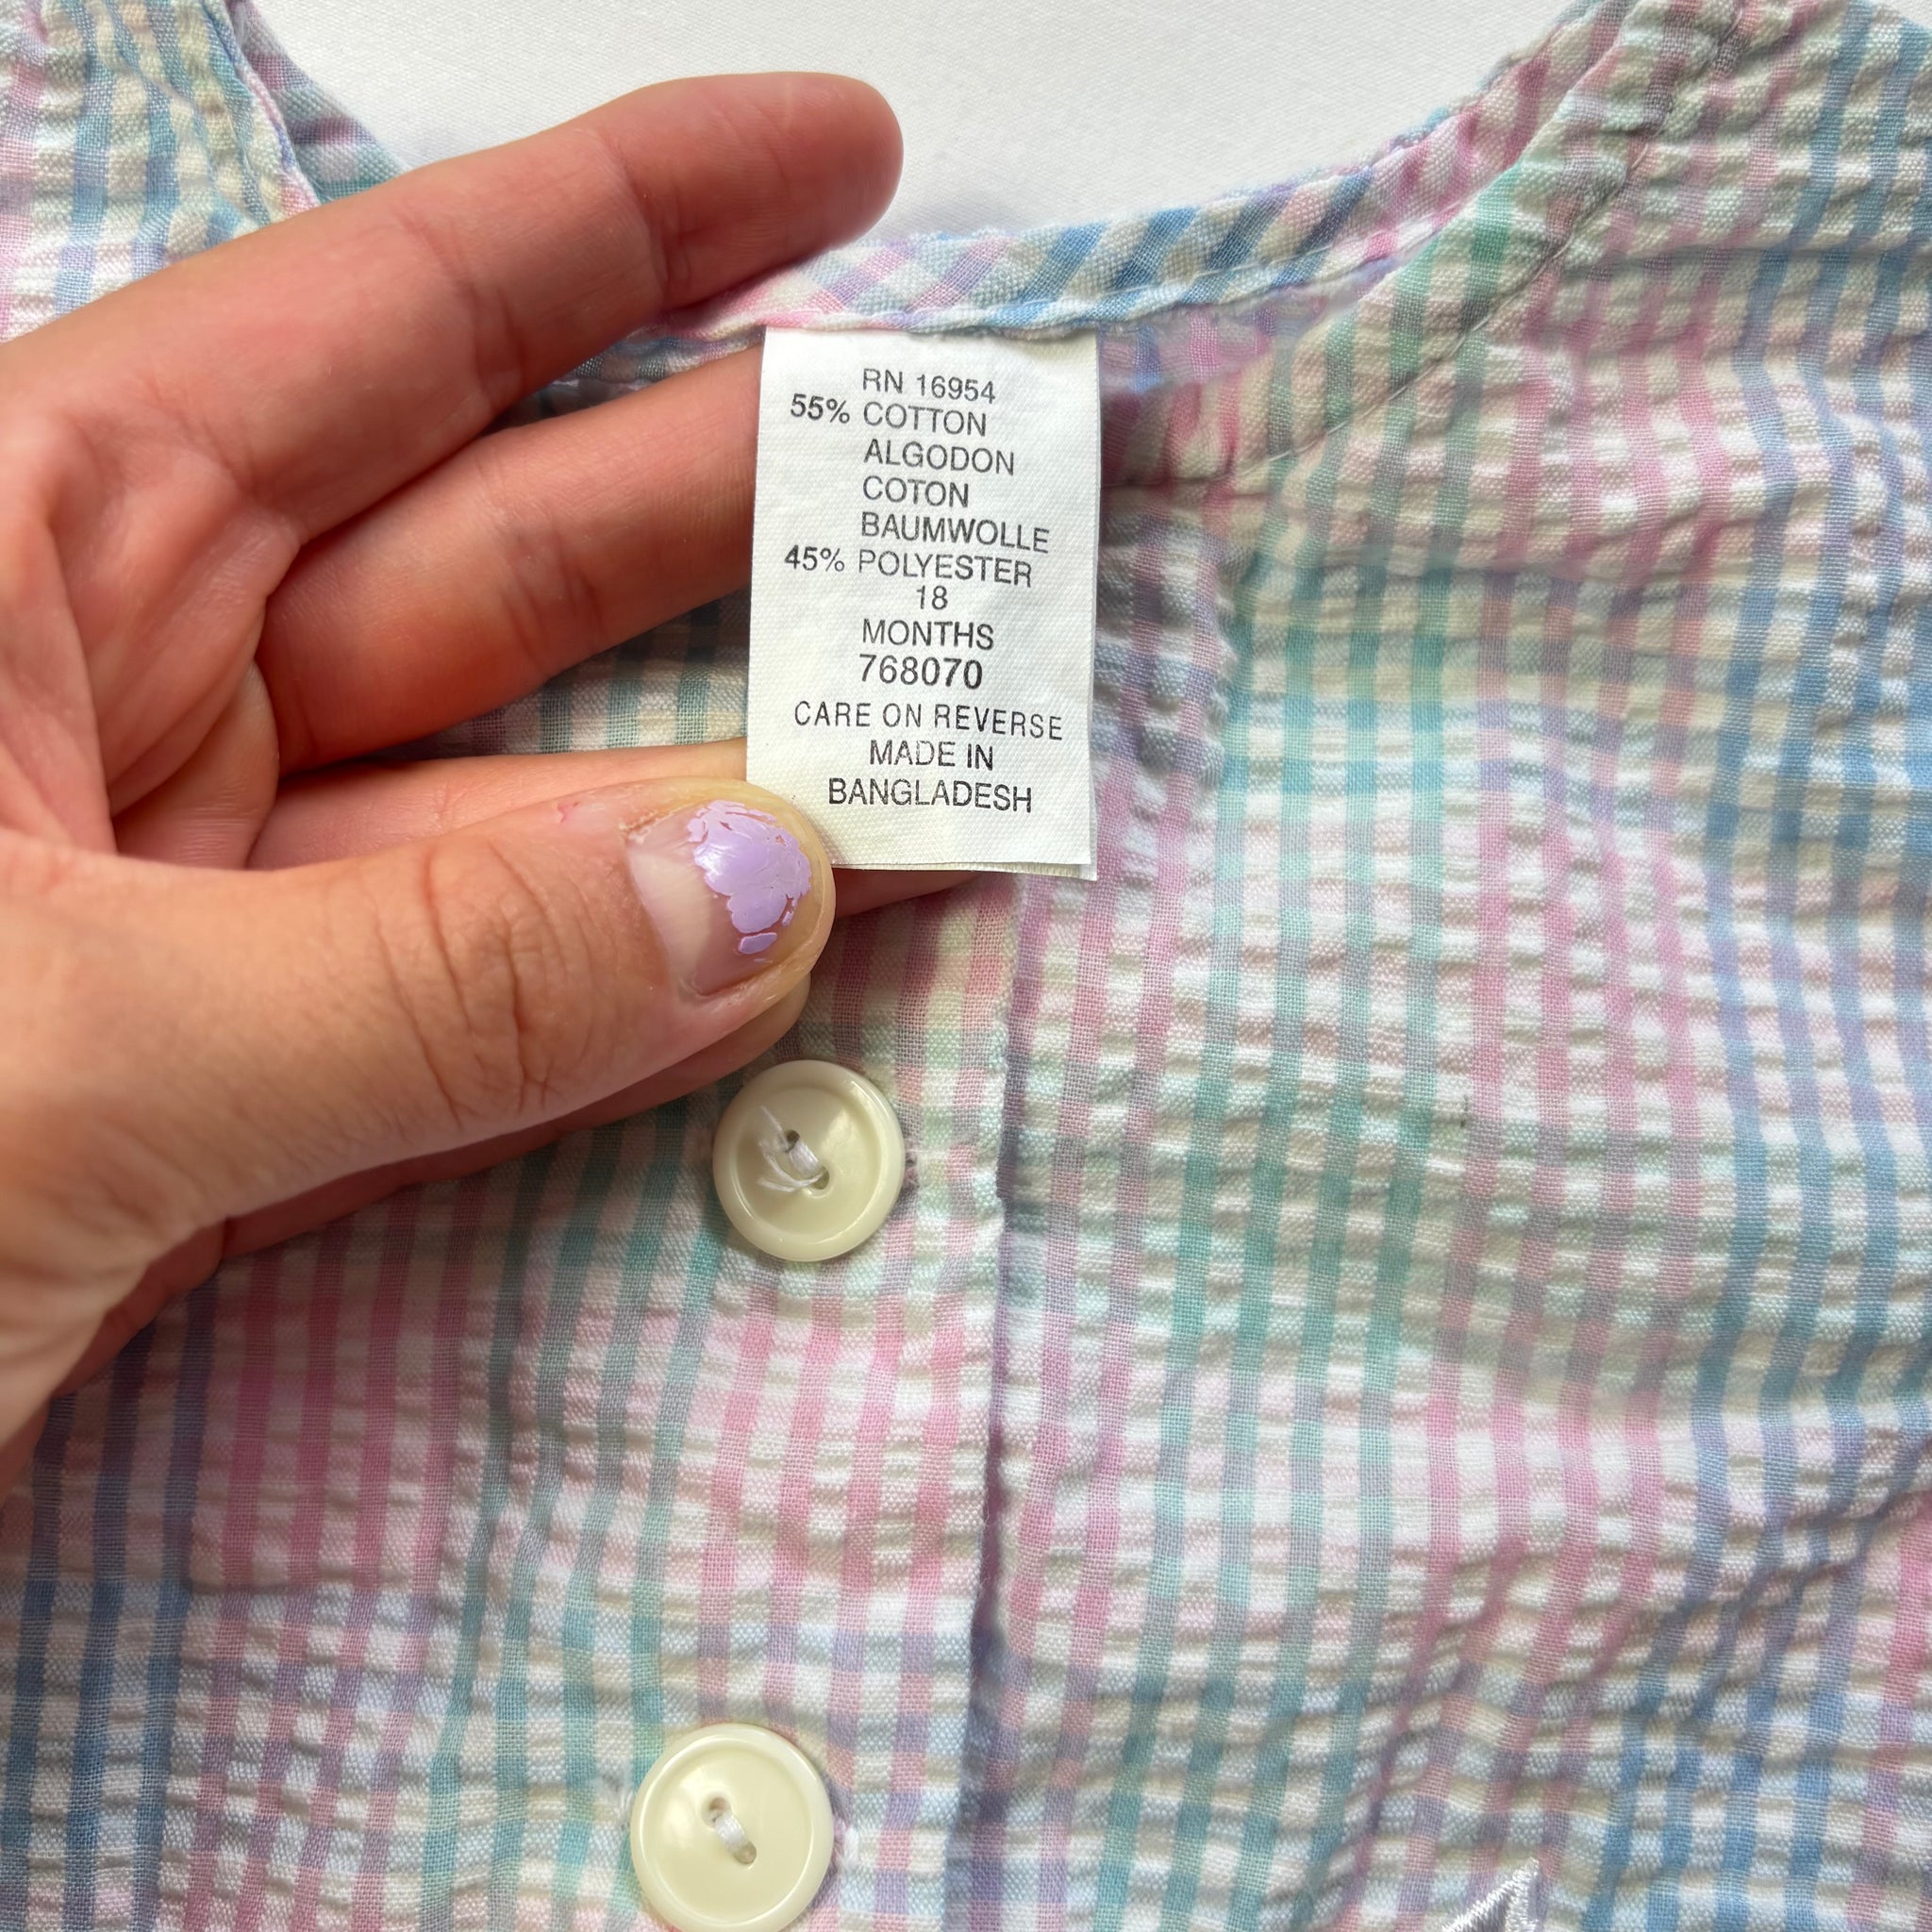 RN 16954
55% COTTON
ALGODON
COTON
BAUMWOLLE
45% POLYESTER
18
MONTHS
768070
CARE ON REVERSE
MADE IN
BANGLADESH